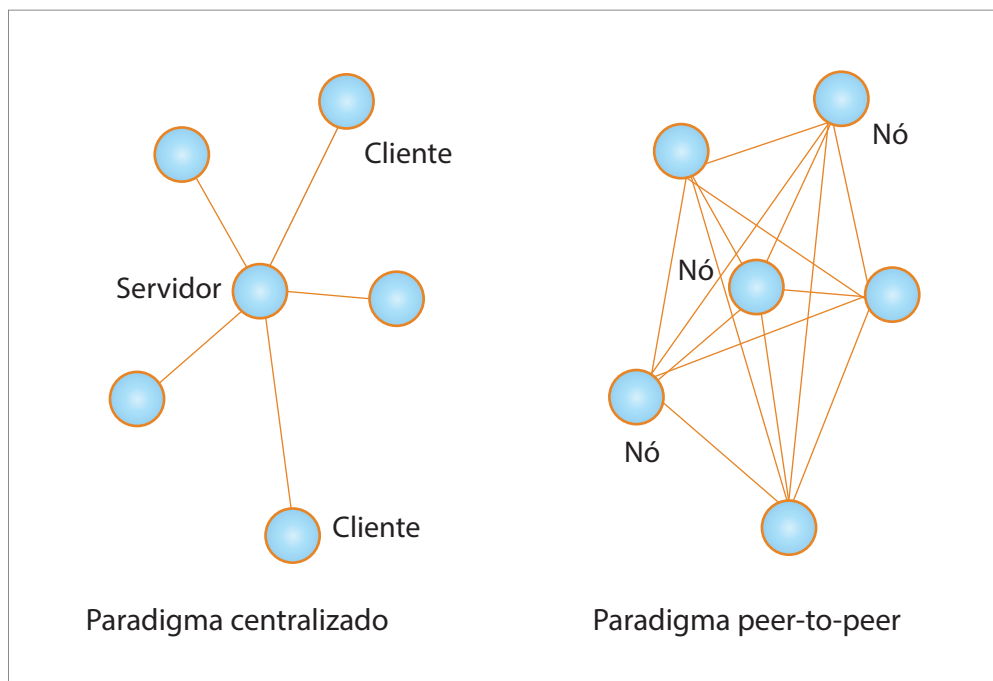 Cliente
Servidor
Cliente
Paradigma centralizado
Nó
Nó
Nó
Paradigma peer-to-peer